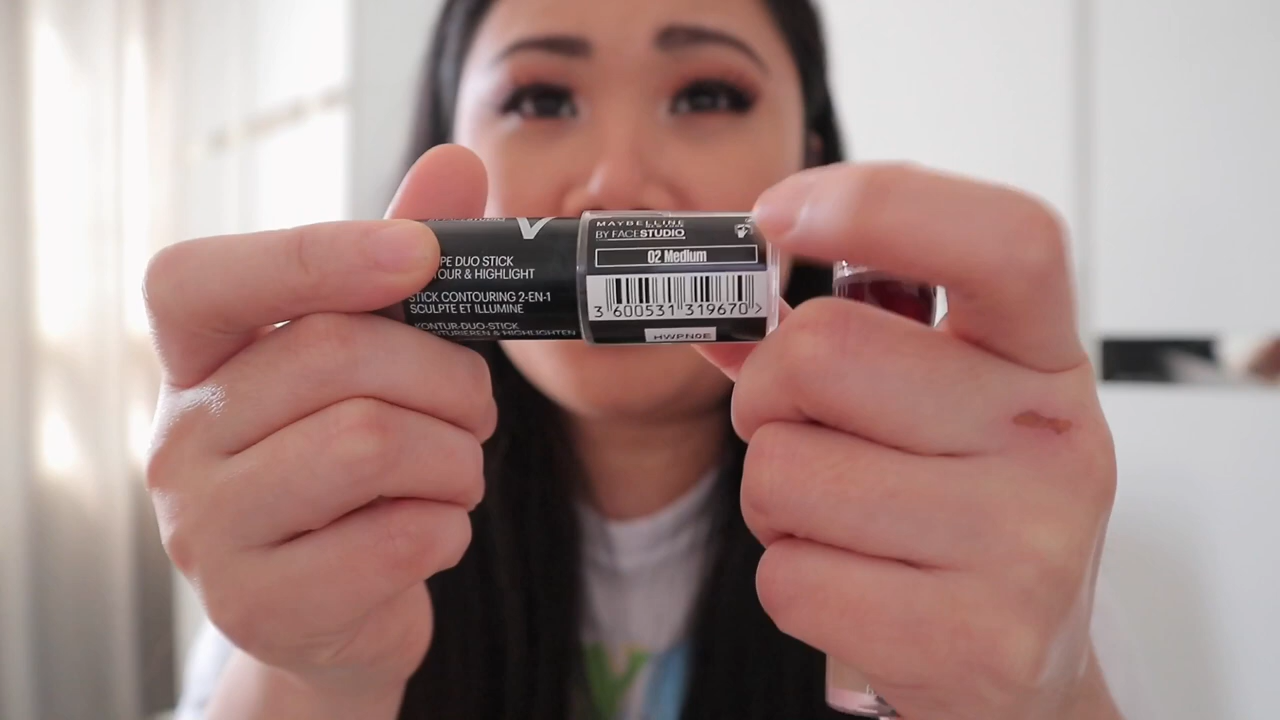 V
PE DUO STICK
TOUR & HIGHLIGHT
STICK CONTOURING 2-EN-1
SCULPTE ET ILLUMINE
KONTUR-DUO-STICK
& HIGHLIGHTEN
MAYBELLINE
BY FACESTUDIO
02 Medium
3 600531 319670 >
HWPN0E